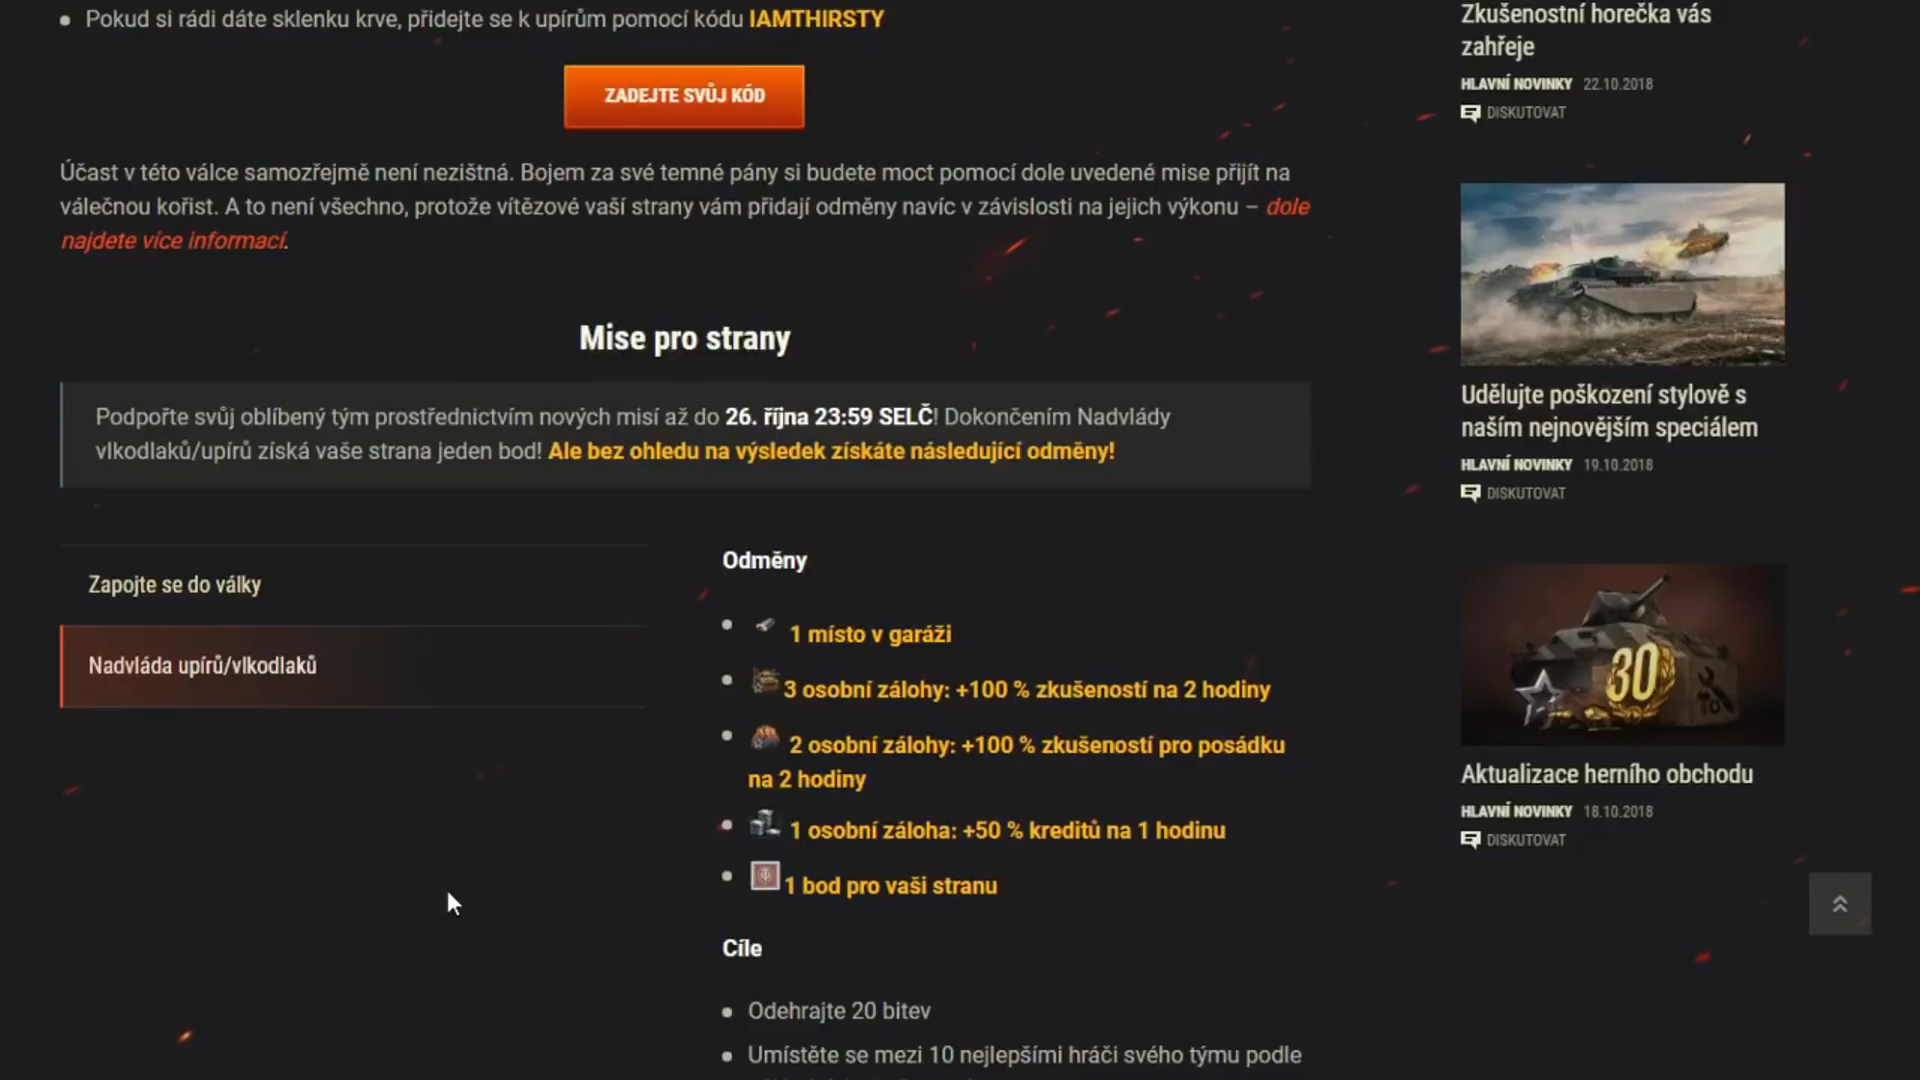 Pokud si rádi dáte sklenku krve, přidejte se k upírům pomocí kódu IAMTHIRSTY
ZADEJTE SVŮJ KÓD
Účast v této válce samozřejmě není nezištná. Bojem za své temné pány si budete moct pomocí dole uvedené mise přijít na
válečnou kořist. A to není všechno, protože vítězové vaší strany vám přidají odměny navíc v závislosti na jejich výkonu – dole
najdete více informací.
Mise pro strany
Podpořte svůj oblíbený tým prostřednictvím nových misí až do 26. října 23:59 SELČ! Dokončením Nadvlády
vlkodlaků/upírů získá vaše strana jeden bod! Ale bez ohledu na výsledek získáte následující odměny!
Zapojte se do války
Nadvláda upírů/vlkodlaků
Odměny
1 místo v garáži
3 osobní zálohy: +100 % zkušeností na 2 hodiny
2 osobní zálohy: +100 % zkušeností pro posádku
na 2 hodiny
1 osobní záloha: +50 % kreditů na 1 hodinu
1 bod pro vaši stranu
Cíle
Odehrajte 20 bitev
Umístěte se mezi 10 nejlepšími hráči svého týmu podle
Zkušenostní horečka vás
zahřeje
HLAVNÍ NOVINKY 22.10.2018
DISKUTOVAT
Udělujte poškození stylově s
naším nejnovějším speciálem
HLAVNÍ NOVINKY 19.10.2018
DISKUTOVAT
30
Aktualizace herního obchodu
HLAVNÍ NOVINKY 18.10.2018
DISKUTOVAT